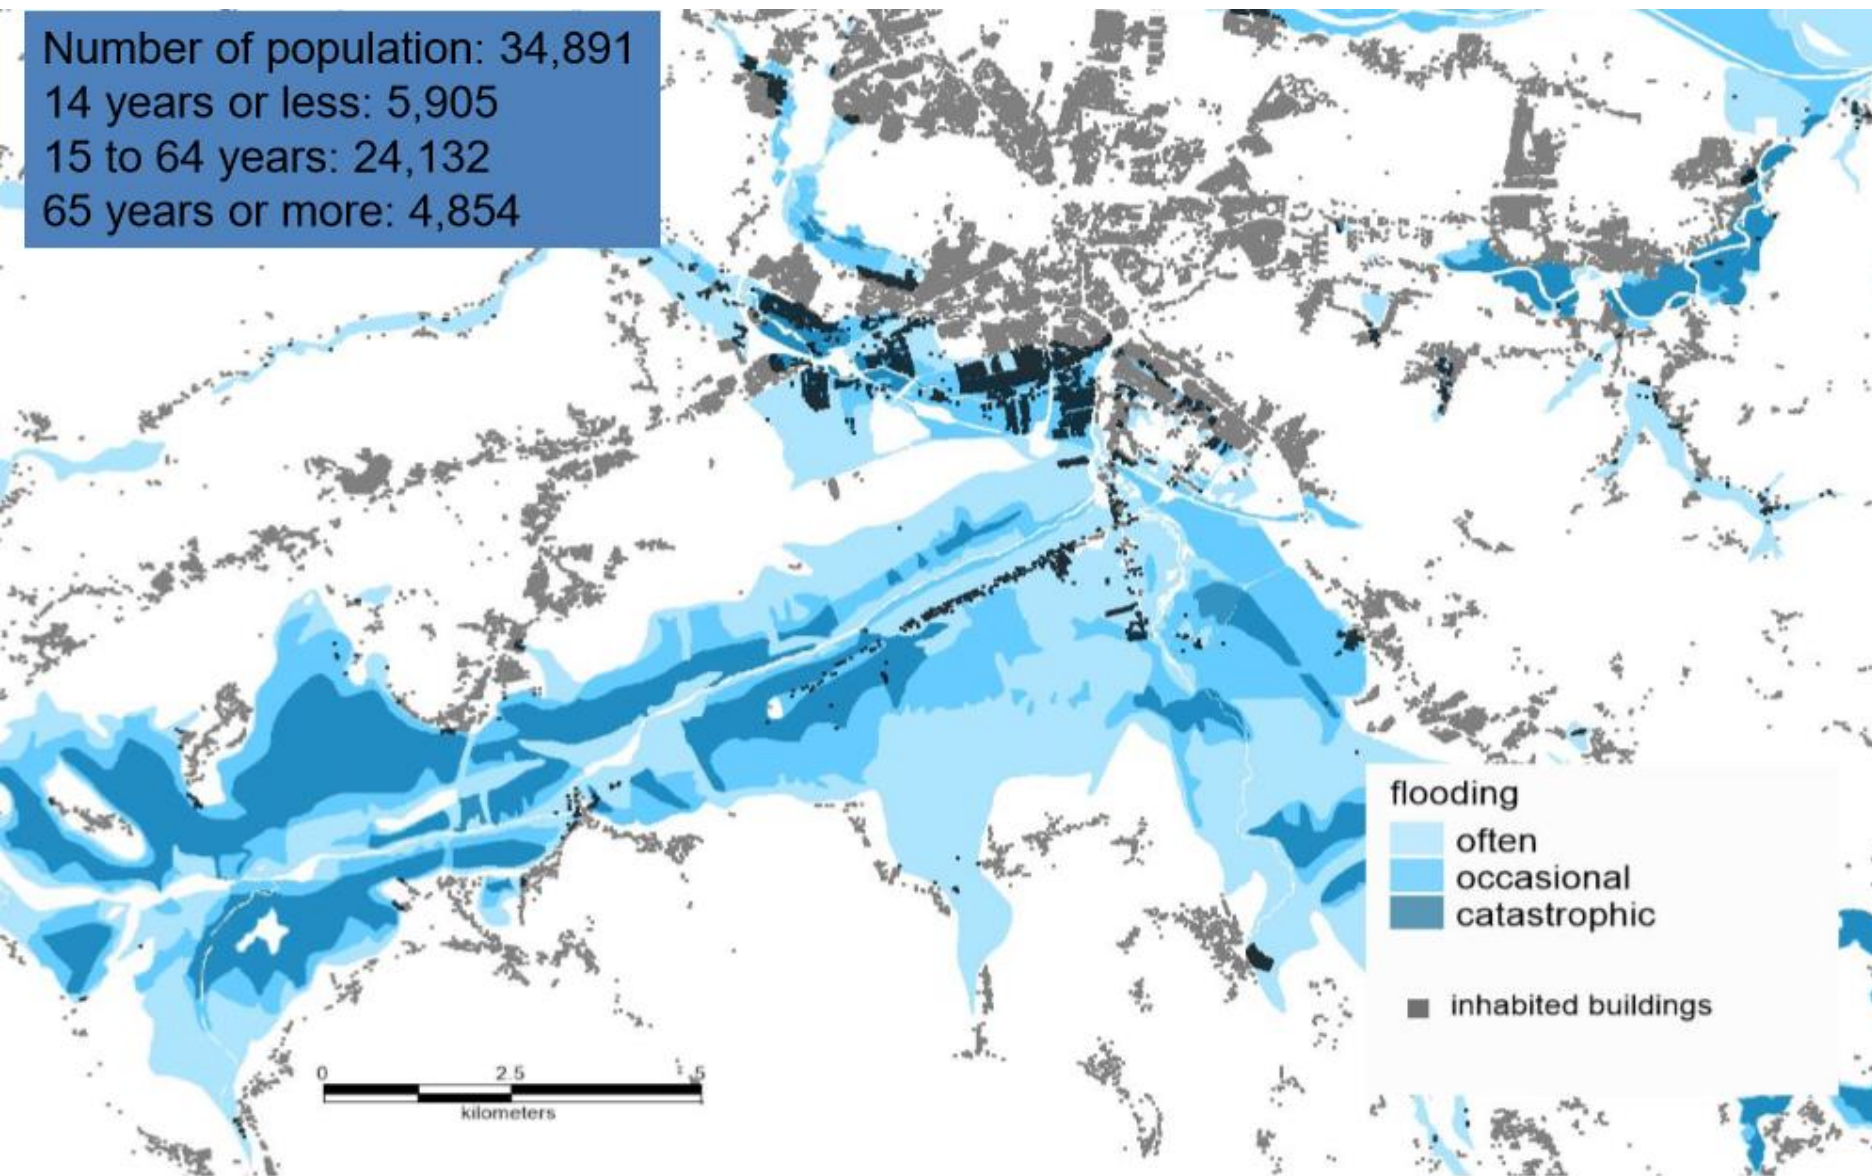 Number of population: 34,891
14 years or less: 5,905
15 to 64 years: 24,132
65 years or more: 4,854
flooding
often
occasional
catastrophic
inhabited buildings
0 2.5 5
kilometers